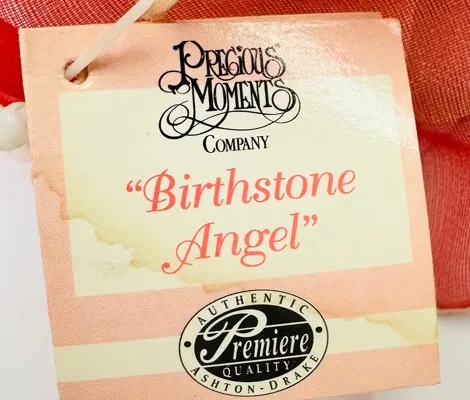 PRECIOUS
MOMENTS
COMPANY
“Birthstone
Angel”
AUTHENTIC
Premiere
QUALITY
ASHTON-DRAKE